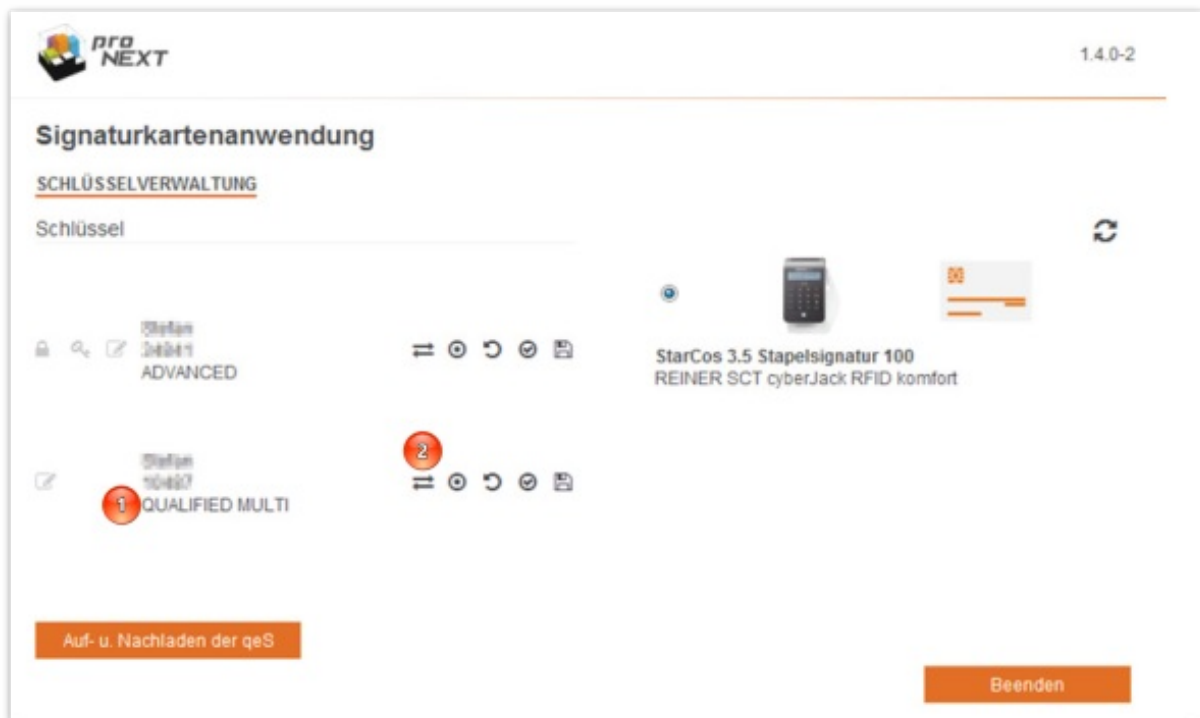 pro
NEXT
1.4.0-2
Signaturkartenanwendung
SCHLÜSSELVERWALTUNG
Schlüssel
ADVANCED
StarCos 3.5 Stapelsignatur 100
REINER SCT cyberJack RFID komfort
2
1
QUALIFIED MULTI
Auf- u. Nachladen der qeS
Beenden